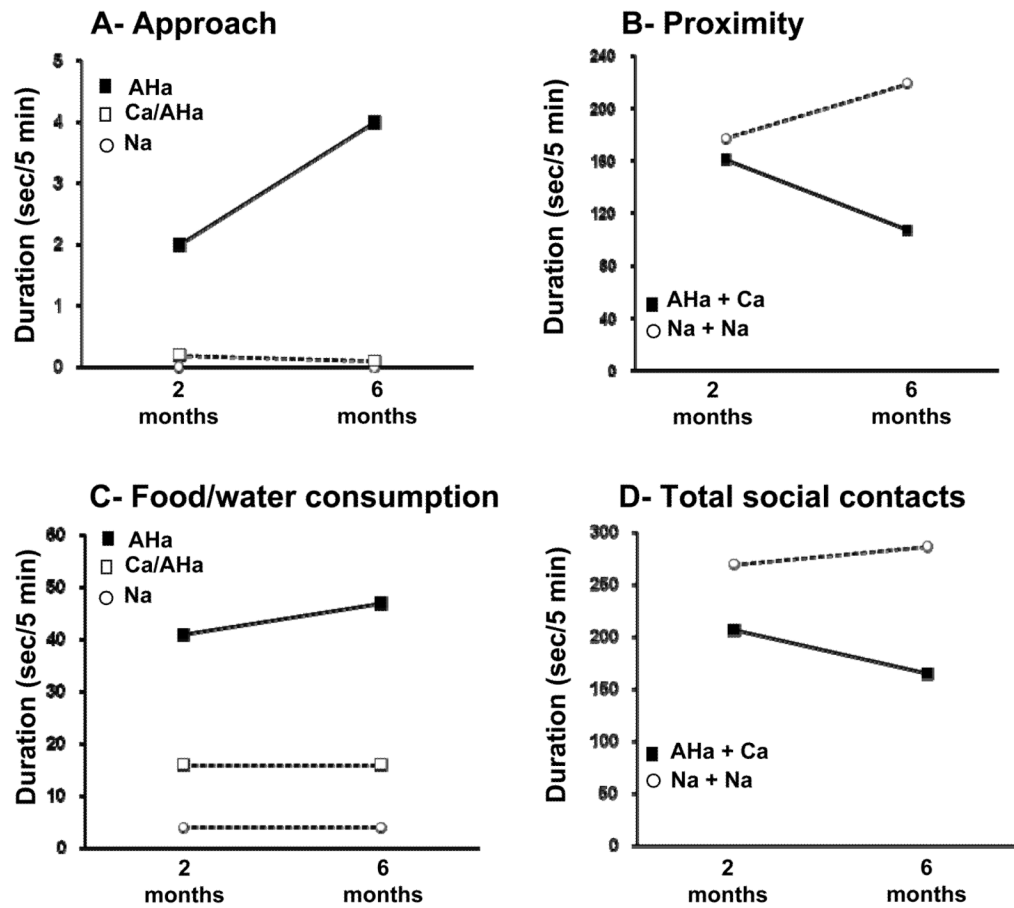 A- Approach
Duration (sec/5 min)
5
4
3
2
1
0
AHa
Ca/AHa
Na
2
months
6
months
B- Proximity
Duration (sec/5 min)
240
200
160
120
80
40
0
AHa + Ca
Na + Na
2
months
6
months
C- Food/water consumption
Duration (sec/5 min)
60
50
40
30
20
10
0
AHa
Ca/AHa
Na
2
months
6
months
D- Total social contacts
Duration (sec/5 min)
300
250
200
150
100
50
0
AHa + Ca
Na + Na
2
months
6
months